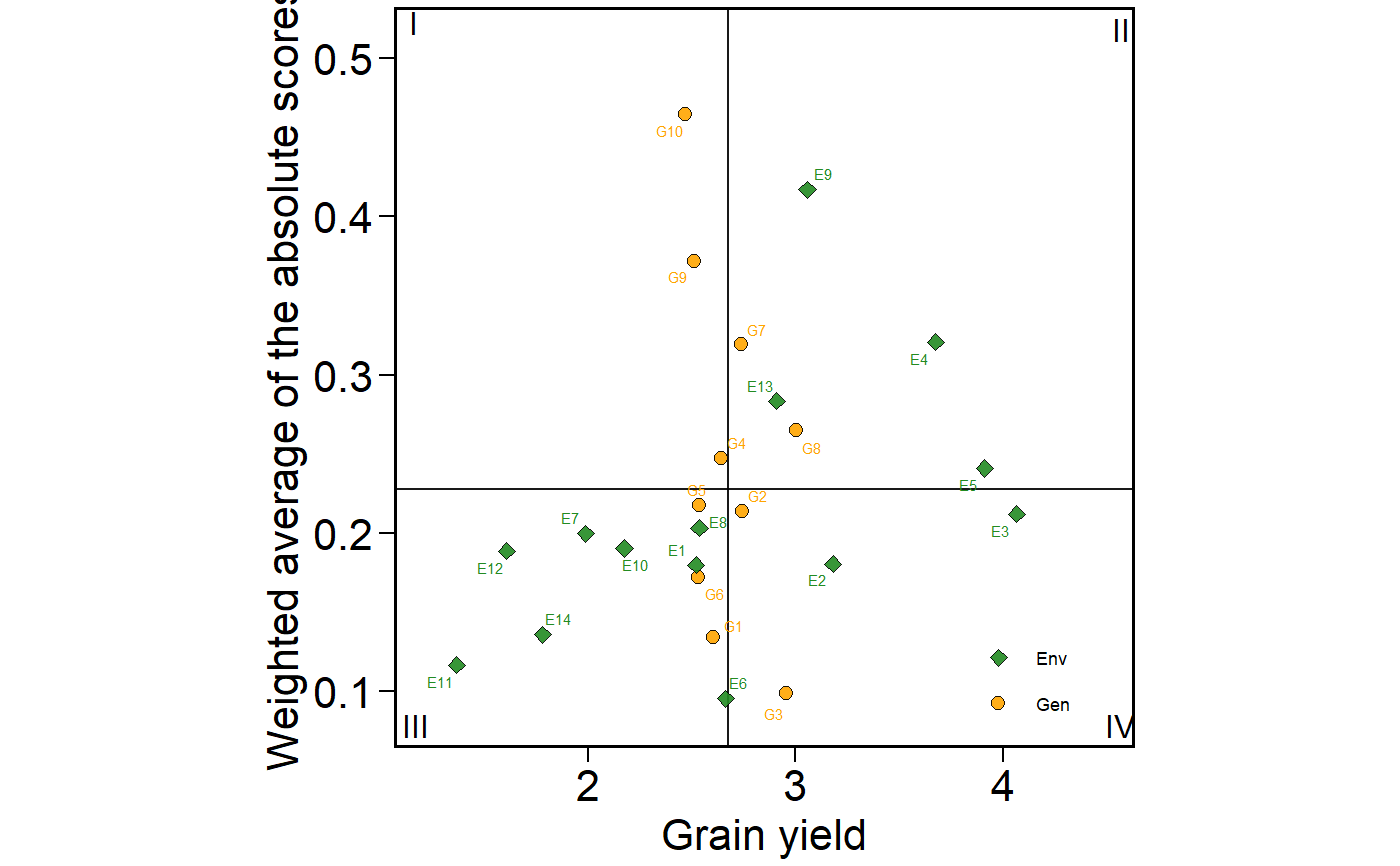 Weighted average of the absolute scores
I
II
0.5
G10
E9
0.4
G9
G7
E4
0.3
E13
G4
G8
E5
G5
G2
E7
E8
E3
0.2
E1
E12
E10
E2
G6
E14
G1
Env
E11
E6
0.1
G3
Gen
III
IV
2
3
4
Grain yield